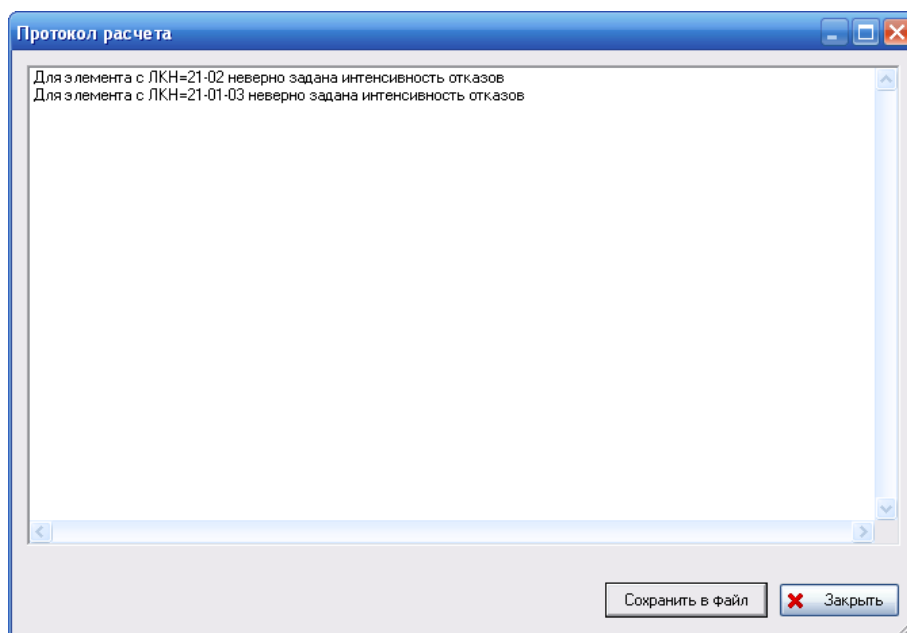 Протокол расчета
Для элемента с ЛКН=21-02 неверно задана интенсивность отказов
Для элемента с ЛКН=21-01-03 неверно задана интенсивность отказов
Сохранить в файл
Закрыть